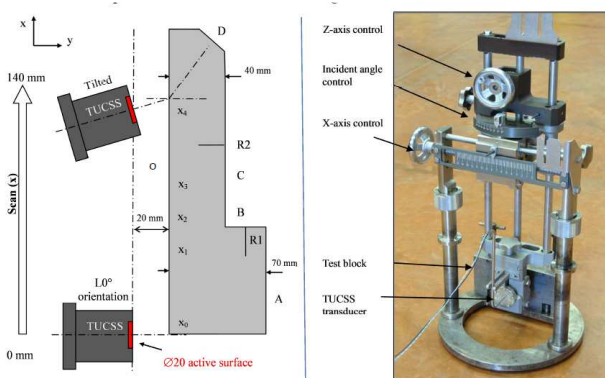 x
y
140 mm
Tilted
TUCSS
D
40 mm
x4
R2
O
C
x3
B
x2
20 mm
x1
R1
70 mm
Scan (x)
L0°
orientation
TUCSS
A
x0
0 mm
∅20 active surface
Z-axis control
Incident angle
control
X-axis control
Test block
TUCSS
transducer